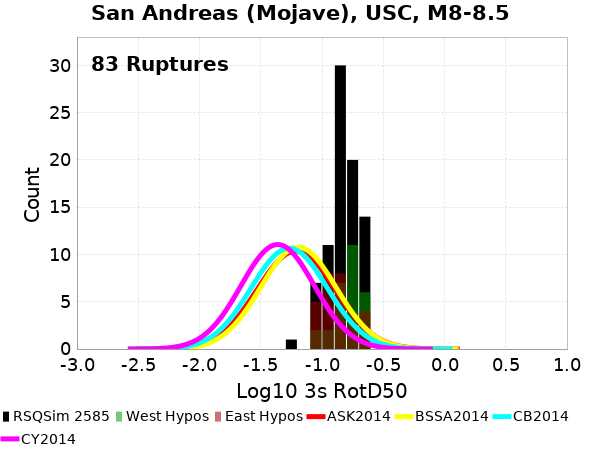 San Andreas (Mojave), USC, M8-8.5
83 Ruptures
30
25
20
15
10
5
0
Count
-3.0 -2.5 -2.0 -1.5 -1.0 -0.5 0.0 0.5 1.0
Log10 3s RotD50
RSQSim 2585 West Hypos East Hypos ASK2014 BSSA2014 CB2014
CY2014